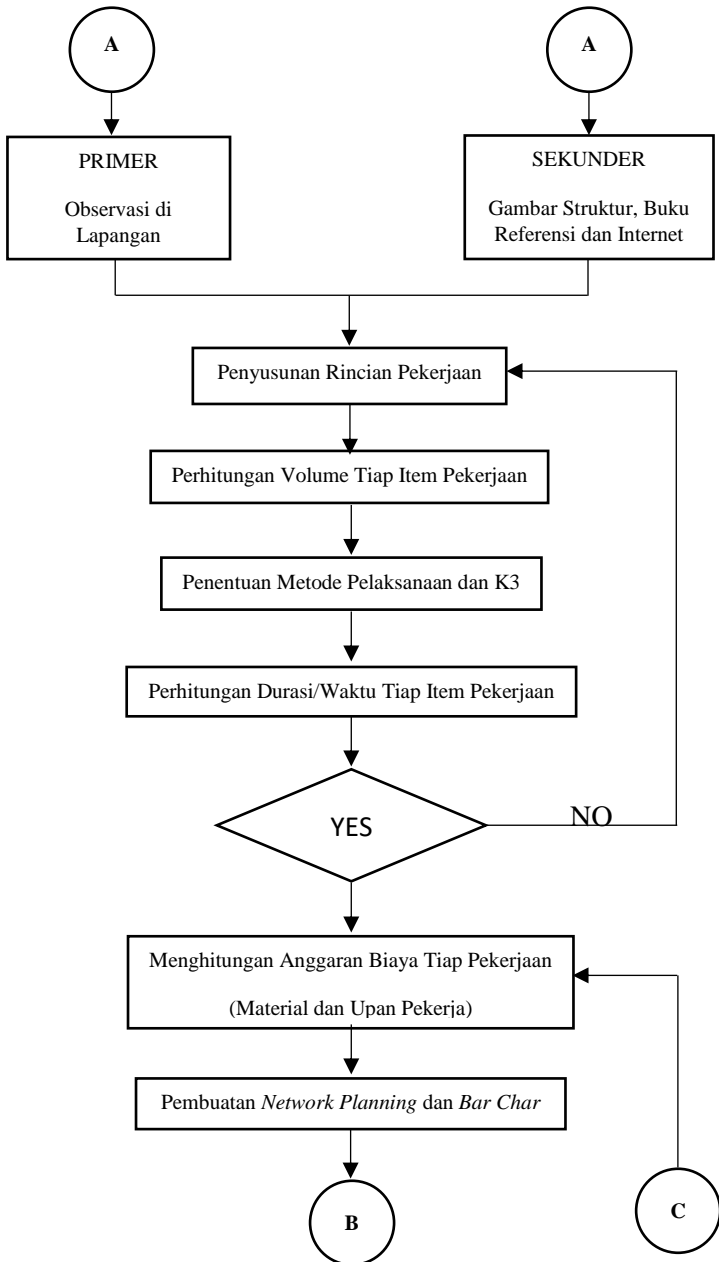 A
A
PRIMER
Observasi di
Lapangan
SEKUNDER
Gambar Struktur, Buku
Referensi dan Internet
Penyusunan Rincian Pekerjaan
Perhitungan Volume Tiap Item Pekerjaan
Penentuan Metode Pelaksanaan dan K3
Perhitungan Durasi/Waktu Tiap Item Pekerjaan
YES
NO
Menghitungan Anggaran Biaya Tiap Pekerjaan
(Material dan Upan Pekerja)
Pembuatan Network Planning dan Bar Char
B
C